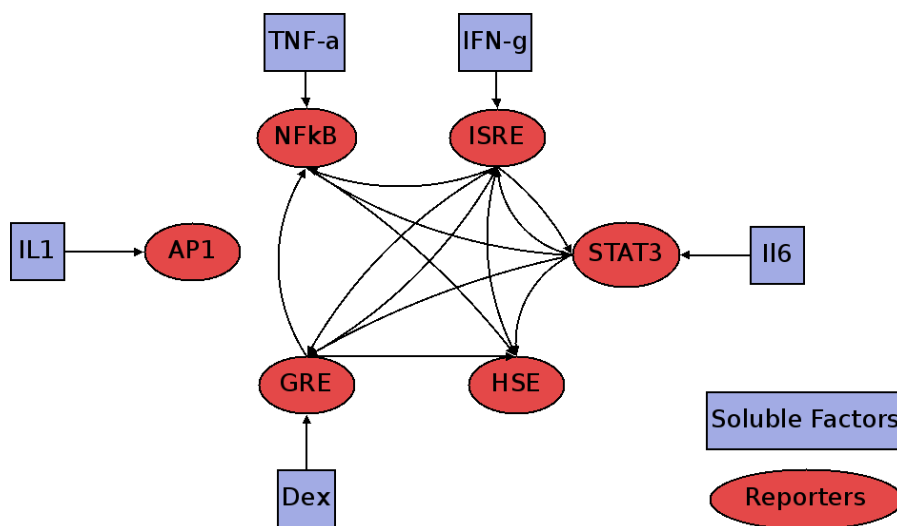 TNF-a
IFN-g
NFkB
ISRE
IL1
AP1
STAT3
Il6
GRE
HSE
Soluble Factors
Dex
Reporters